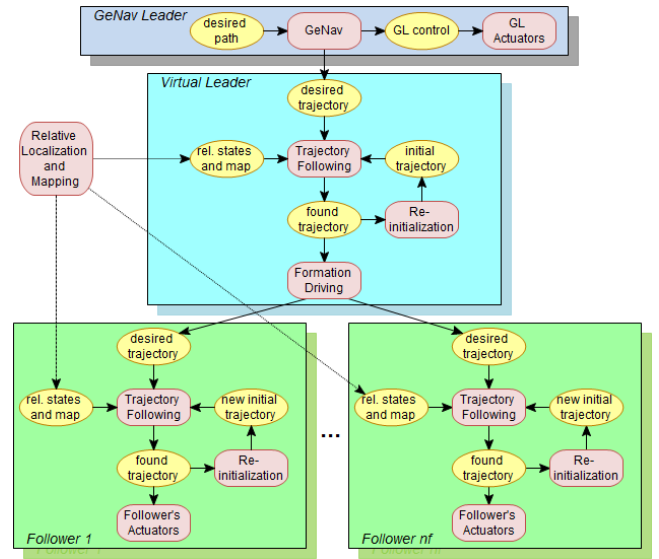 GeNav Leader
desired
path
GeNav
GL control
GL
Actuators
Virtual Leader
desired
trajectory
Relative
Localization
and
Mapping
rel. states
and map
Trajectory
Following
initial
trajectory
found
trajectory
Re-
initialization
Formation
Driving
desired
trajectory
rel. states
and map
Trajectory
Following
new initial
trajectory
found
trajectory
Re-
initialization
Follower's
Actuators
Follower 1
...
desired
trajectory
rel. states
and map
Trajectory
Following
new initial
trajectory
found
trajectory
Re-
initialization
Follower's
Actuators
Follower nf